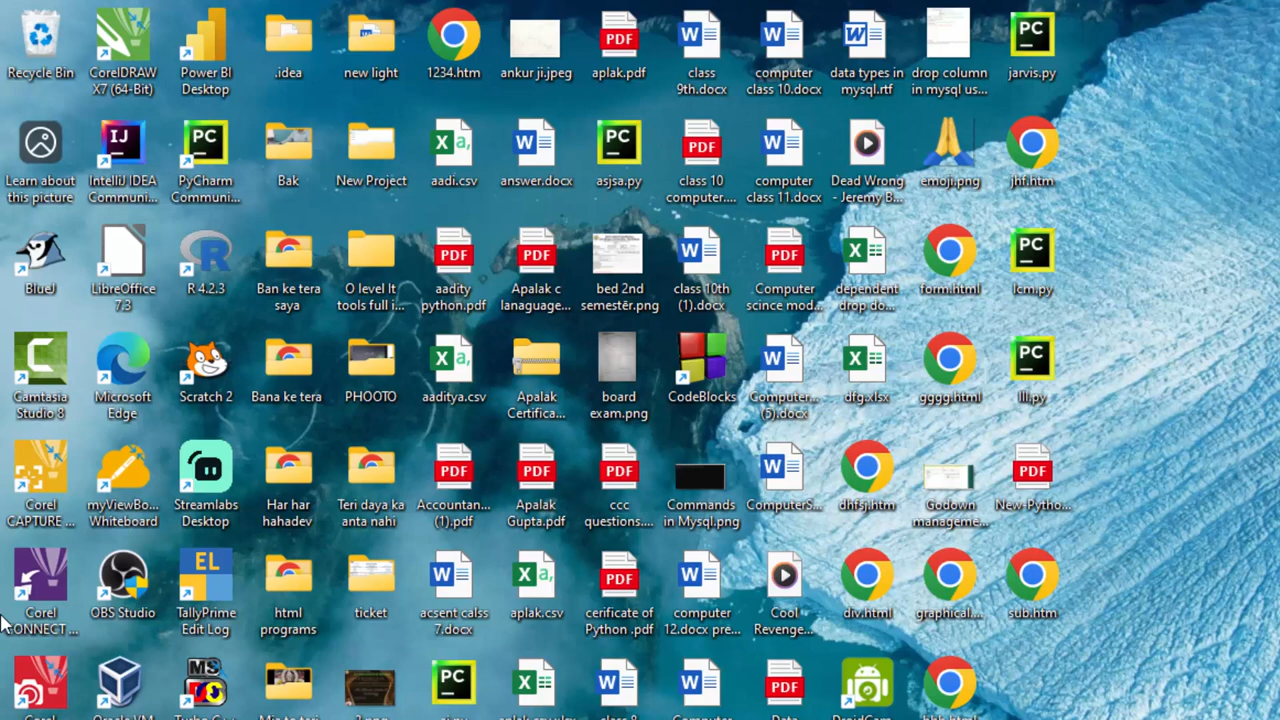 Recycle Bin
CorelDRAW
X7 (64-Bit)
Power BI
Desktop
.idea
new light
1234.htm
ankur ji.jpeg
aplak.pdf
class
9th.docx
computer
class 10.docx
data types in
mysql.rtf
drop column
in mysql us...
jarvis.py
Learn about
this picture
IntelliJ IDEA
Communi...
PyCharm
Communi...
Bak
New Project
aadi.csv
answer.docx
asjsa.py
class 10
computer....
computer
class 11.docx
Dead Wrong
- Jeremy B...
emoji.png
jhf.htm
BlueJ
LibreOffice
7.3
R 4.2.3
Ban ke tera
saya
O level It
tools full i...
aadity
python.pdf
Apalak c
lanaguage...
bed 2nd
semestër.png
class 10th
(1).docx
Computer
scince mod...
dependent
drop do...
form.html
lcm.py
Camtasia
Studio 8
Microsoft
Edge
Scratch 2
Bana ke tera
PHOOTO
aaditya.csv
Apalak
Certifica...
board
exam.png
CodeBlocks
Computer...
(5).docx
dfg.xlsx
gggg.html
llli.py
Corel
CAPTURE ...
myViewBo...
Whiteboard
Streamlabs
Desktop
Har har
hahadev
Teri daya ka
anta nahi
Accountan...
(1).pdf
Apalak
Gupta.pdf
ccc
questions....
Commands
in Mysql.png
ComputerS...
dhfsj.htm
Godown
manageme...
New-Pytho...
Corel
CONNECT ...
OBS Studio
TallyPrime
Edit Log
html
programs
ticket
acsent calss
7.docx
aplak.csv
cerificate of
Python .pdf
computer
12.docx pre...
Cool
Revenge...
div.html
graphical....
sub.htm